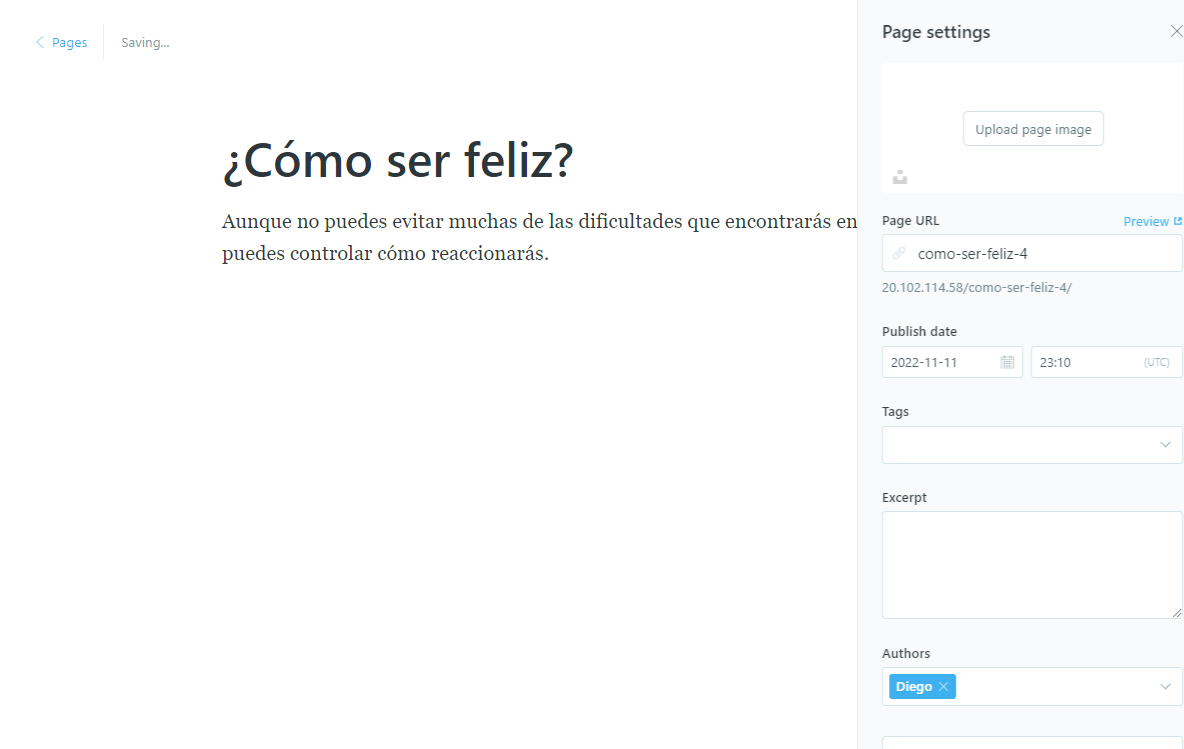 Pages
Saving...
¿Cómo ser feliz?
Aunque no puedes evitar muchas de las dificultades que encontrarás en
puedes controlar cómo reaccionarás.
Page settings
Upload page image
Page URL
Preview
como-ser-feliz-4
20.102.114.58/como-ser-feliz-4/
Publish date
2022-11-11
23:10 (UTC)
Tags
Excerpt
Authors
Diego